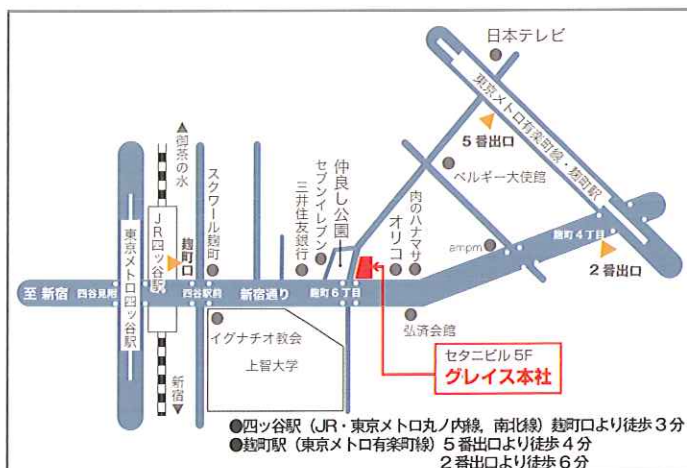 日本テレビ
東京メトロ有楽町線・麹町駅
5番出口
ベルギー大使館
▲御茶の水
スクワール麹町
三井住友銀行
セブンイレブン
仲良し公園
肉のハナマサ
オリコ
ampm
麹町4丁目
2番出口
東京メトロ四ッ谷駅
JR四ッ谷駅
麹町口
至 新宿
四谷見附
四谷駅前
新宿通り
麹町6丁目
弘済会館
イグナチオ教会
上智大学
新宿▼
セタニビル 5F
グレイス本社
●四ッ谷駅（JR・東京メトロ丸ノ内線，南北線）麹町口より徒歩3分
●麹町駅（東京メトロ有楽町線）5番出口より徒歩4分
2番出口より徒歩6分